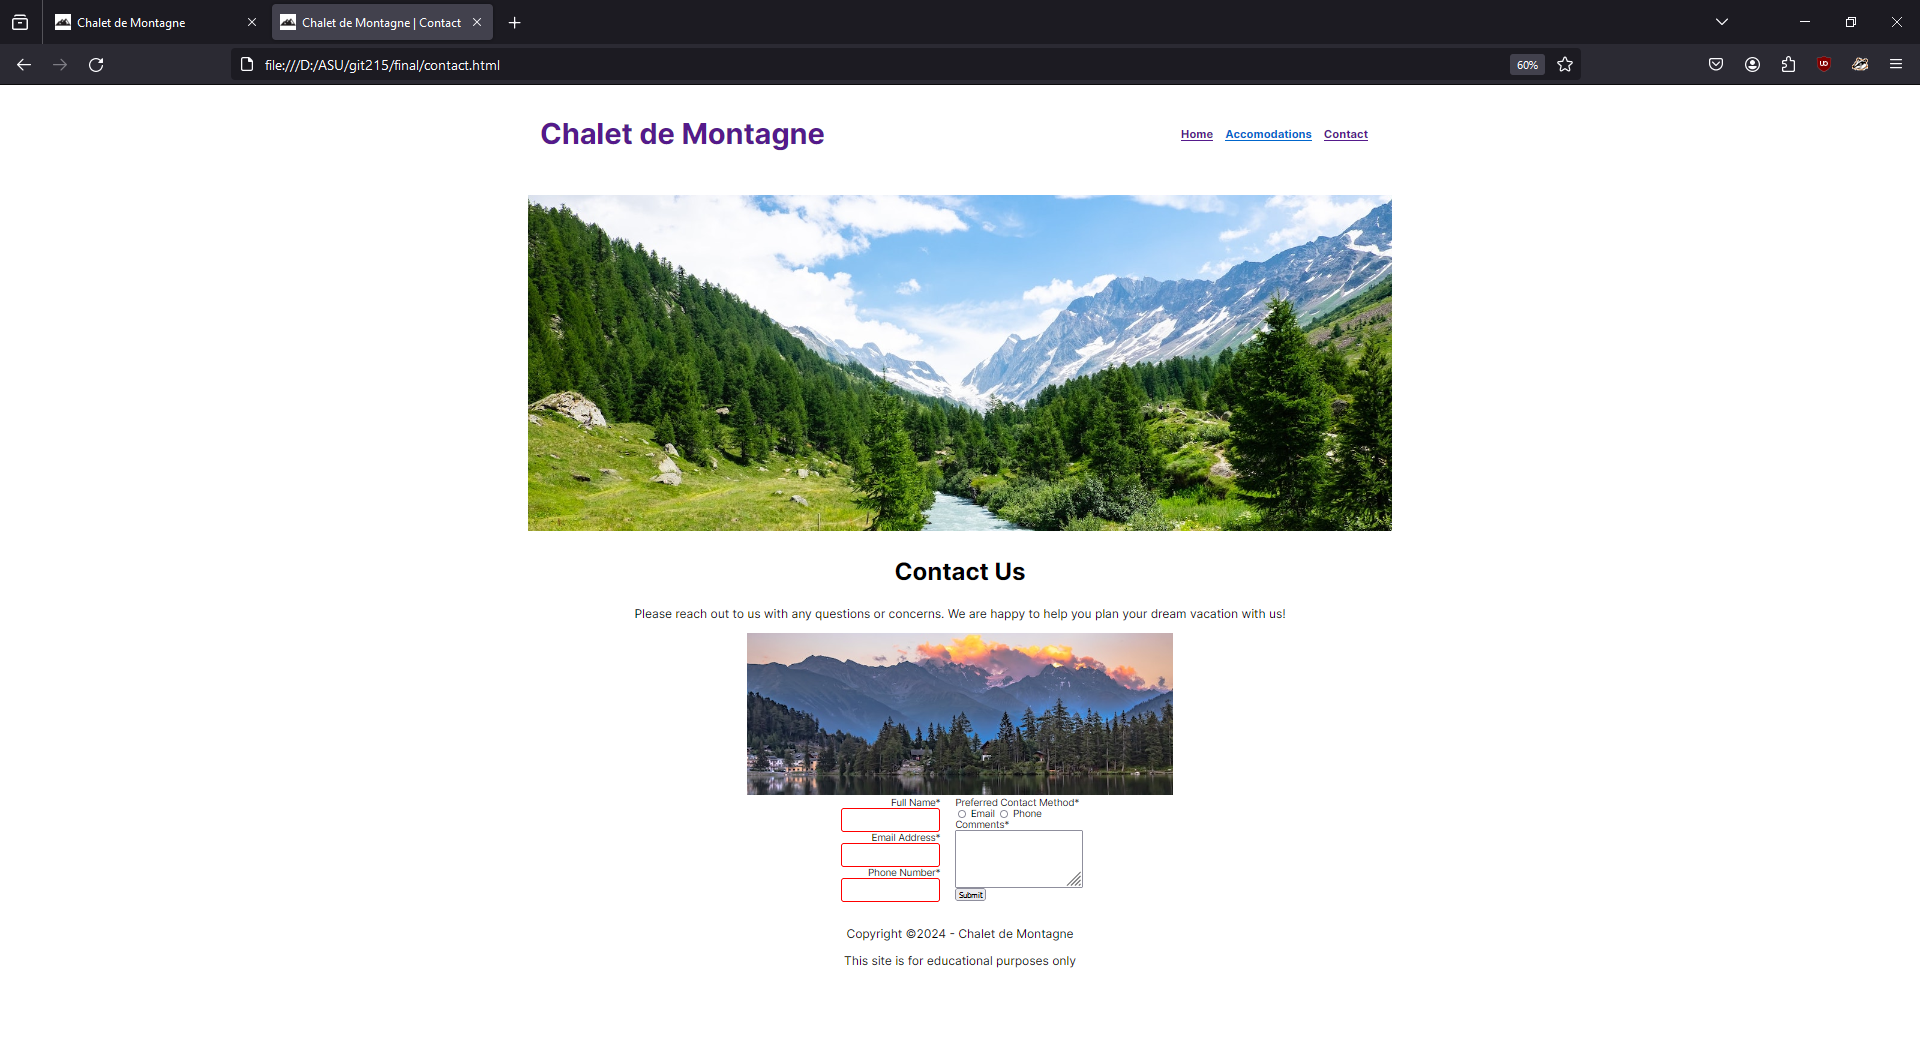 Chalet de Montagne
Chalet de Montagne | Contact
file:///D:/ASU/git215/final/contact.html
60%
Chalet de Montagne
Home Accomodations Contact
Contact Us
Please reach out to us with any questions or concerns. We are happy to help you plan your dream vacation with us!
Full Name*
Email Address*
Phone Number*
Preferred Contact Method*
Email Phone
Comments*
Submit
Copyright ©2024 - Chalet de Montagne
This site is for educational purposes only